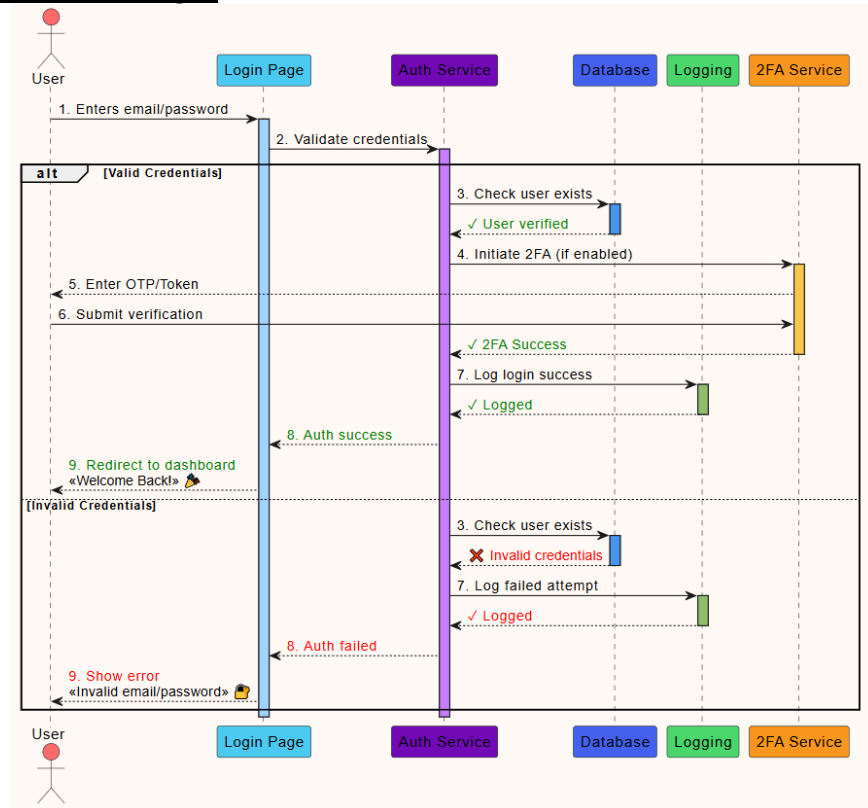 User
Login Page
Auth Service
Database
Logging
2FA Service
1. Enters email/password
2. Validate credentials
alt
[Valid Credentials]
3. Check user exists
✓ User verified
4. Initiate 2FA (if enabled)
5. Enter OTP/Token
6. Submit verification
✓ 2FA Success
7. Log login success
✓ Logged
8. Auth success
9. Redirect to dashboard
«Welcome Back!» 🎉
[Invalid Credentials]
3. Check user exists
❌ Invalid credentials
7. Log failed attempt
✓ Logged
8. Auth failed
9. Show error
«Invalid email/password» 🔐
User
Login Page
Auth Service
Database
Logging
2FA Service